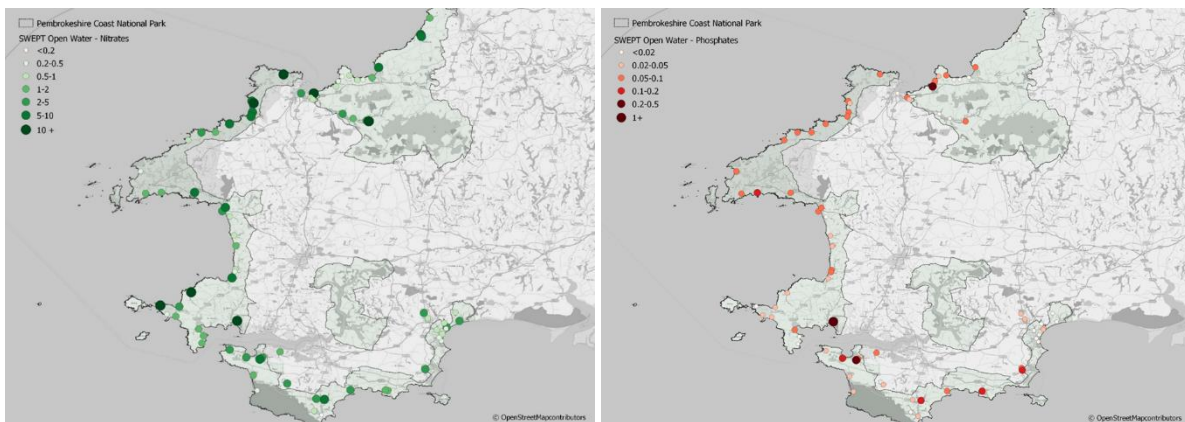 Pembrokeshire Coast National Park
SWEPT Open Water - Nitrates
<0.2
0.2-0.5
0.5-1
1-2
2-5
5-10
10 +
© OpenStreetMapcontributors
Pembrokeshire Coast National Park
SWEPT Open Water - Phosphates
<0.02
0.02-0.05
0.05-0.1
0.1-0.2
0.2-0.5
1+
© OpenStreetMapcontributors